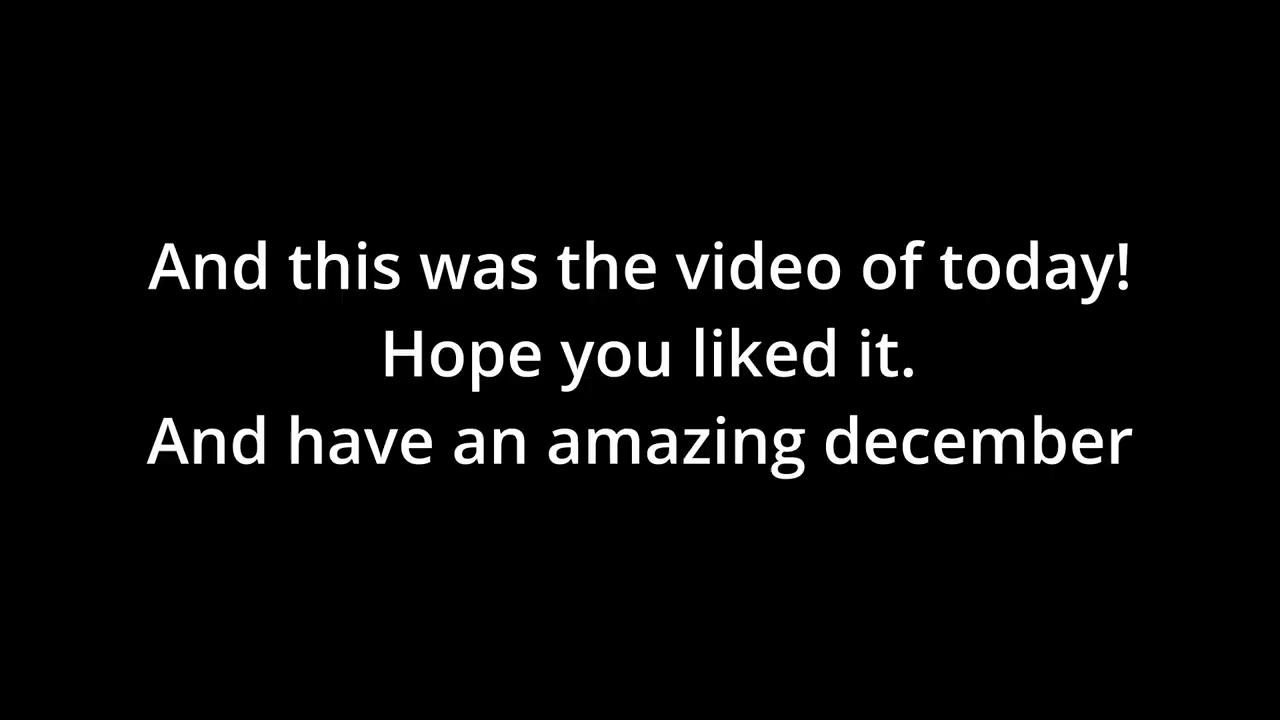 And this was the video of today!
Hope you liked it.
And have an amazing december